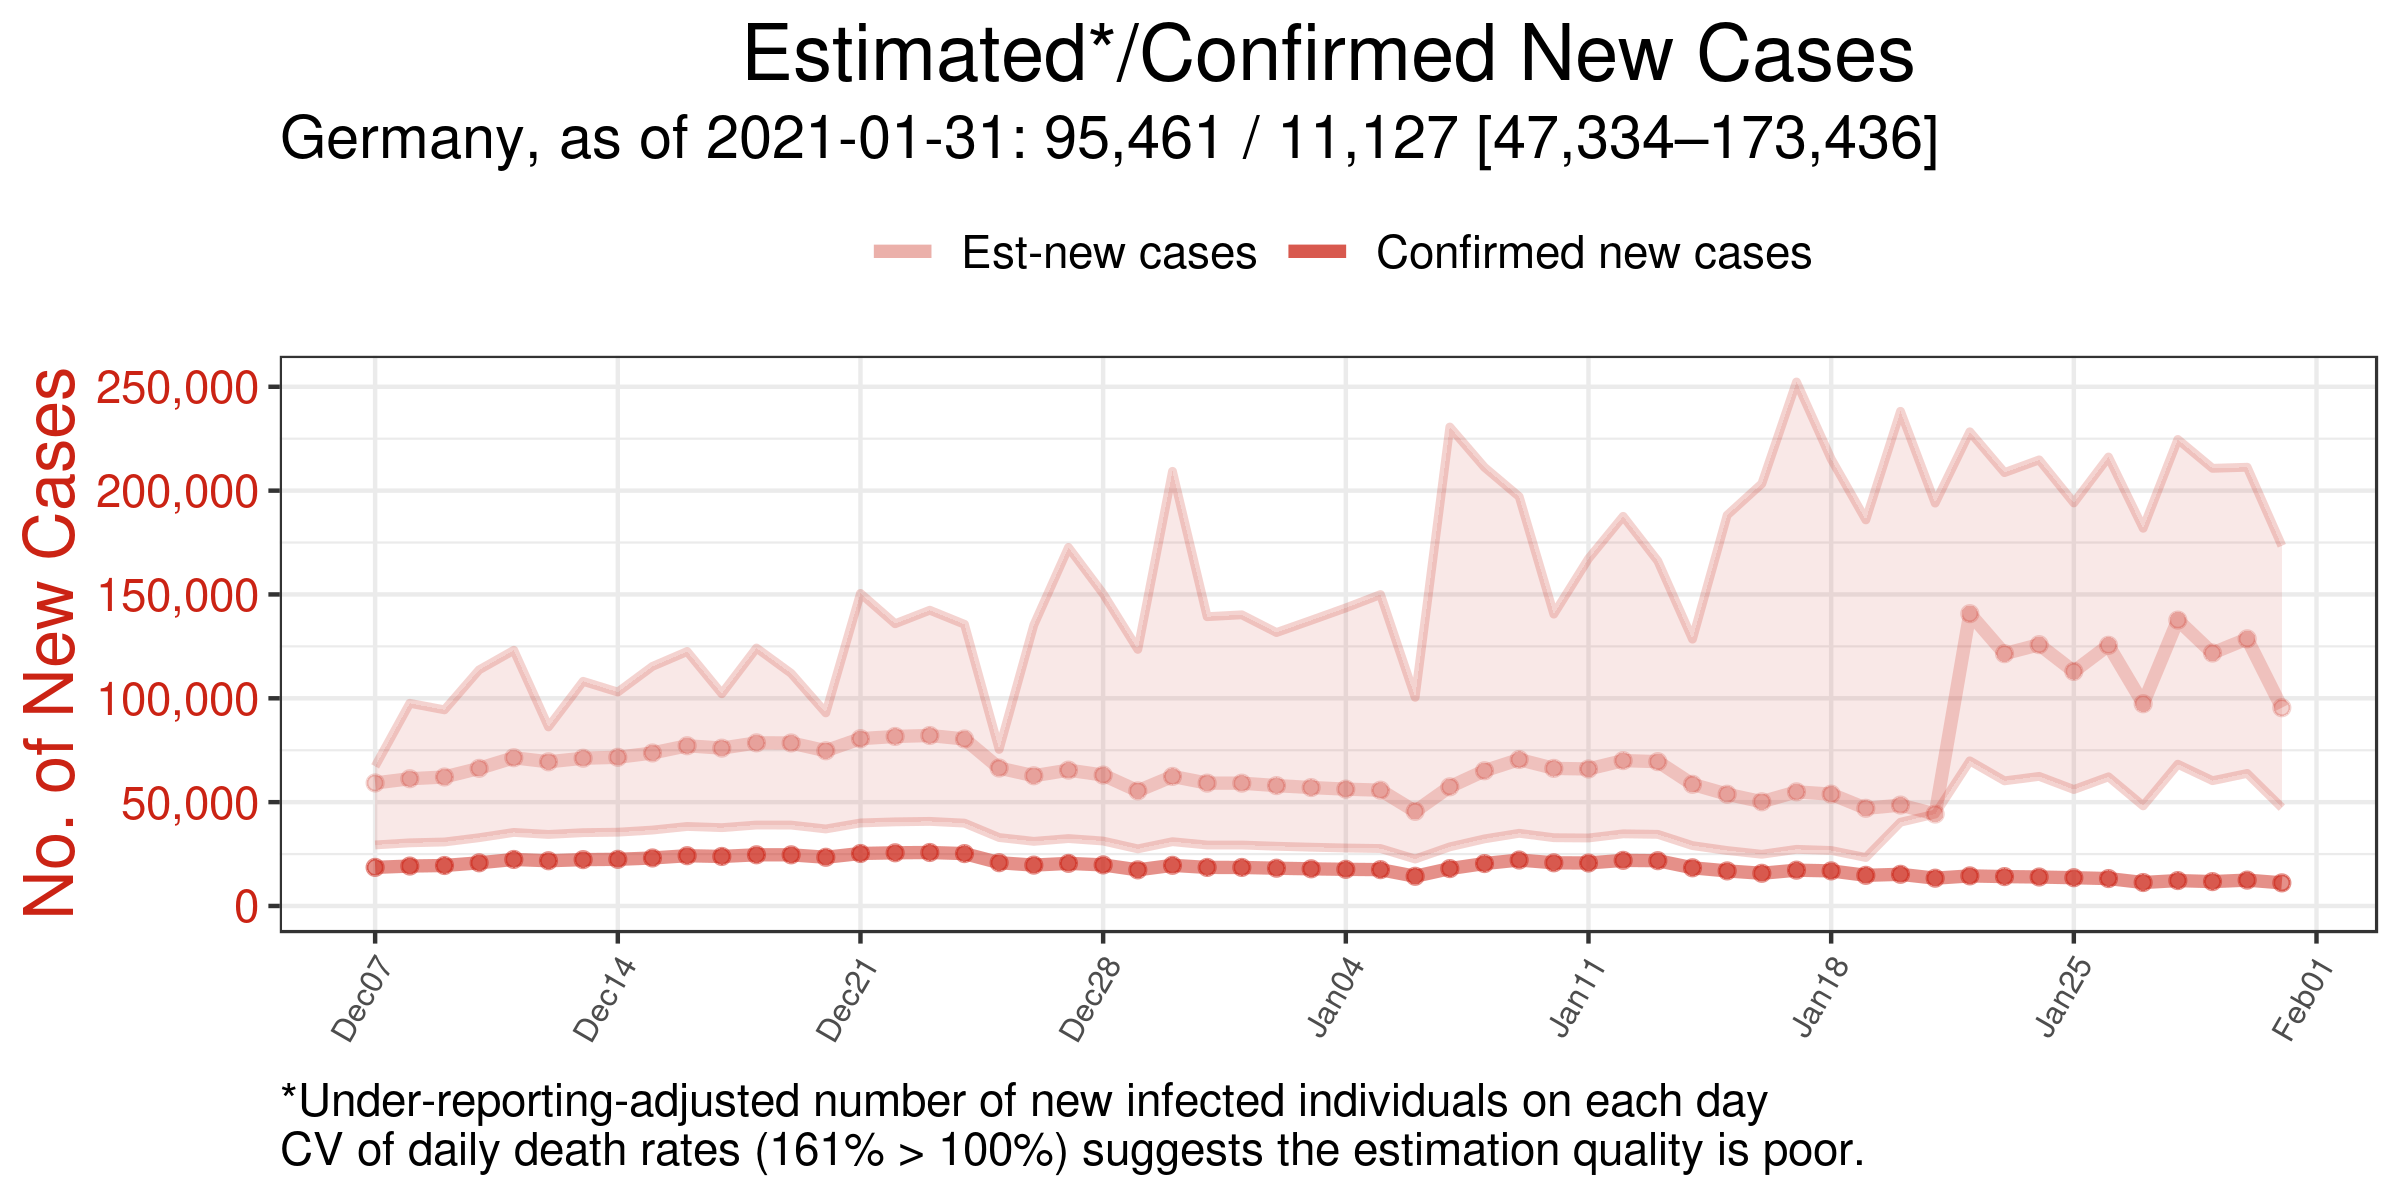 Estimated*/Confirmed New Cases
Germany, as of 2021-01-31: 95,461 / 11,127 [47,334–173,436]
Est-new cases Confirmed new cases
No. of New Cases
250,000
200,000
150,000
100,000
50,000
0
Dec07 Dec14 Dec21 Dec28 Jan04 Jan11 Jan18 Jan25 Feb01
*Under-reporting-adjusted number of new infected individuals on each day
CV of daily death rates (161% > 100%) suggests the estimation quality is poor.